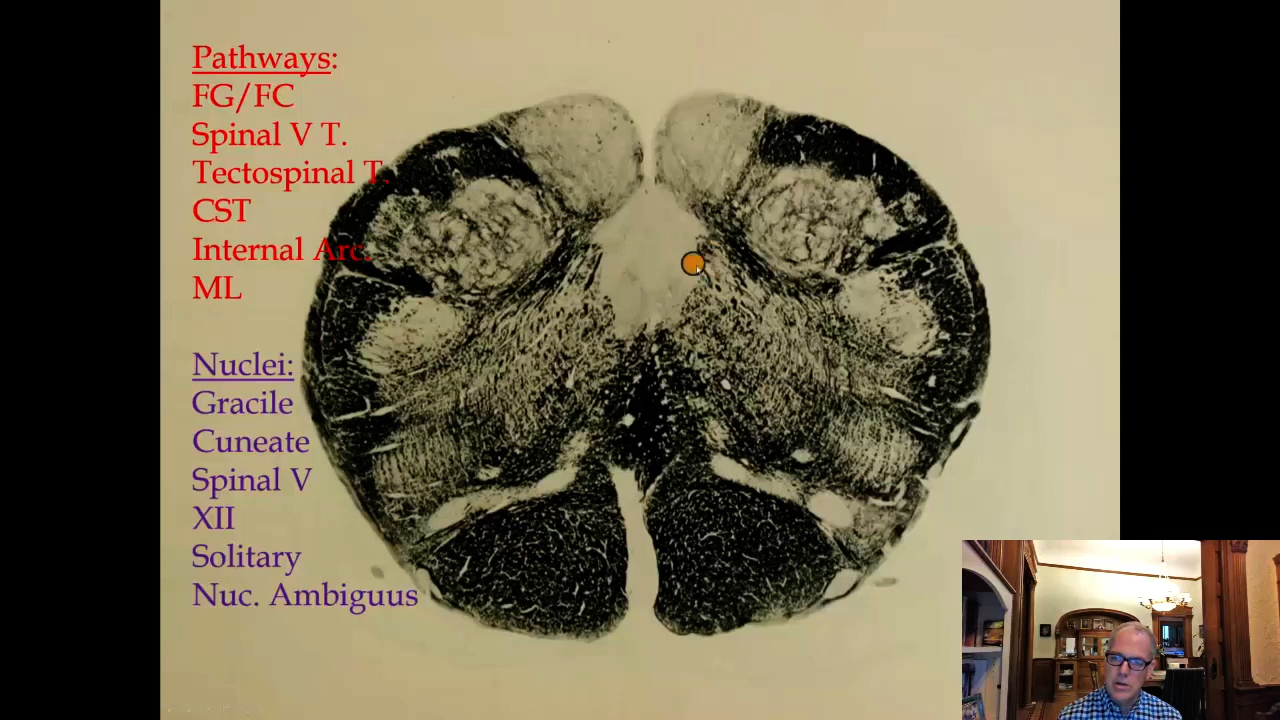 Pathways:
FG/FC
Spinal V T.
Tectospinal T.
CST
Internal Arc.
ML
Nuclei:
Gracile
Cuneate
Spinal V
XII
Solitary
Nuc. Ambiguus